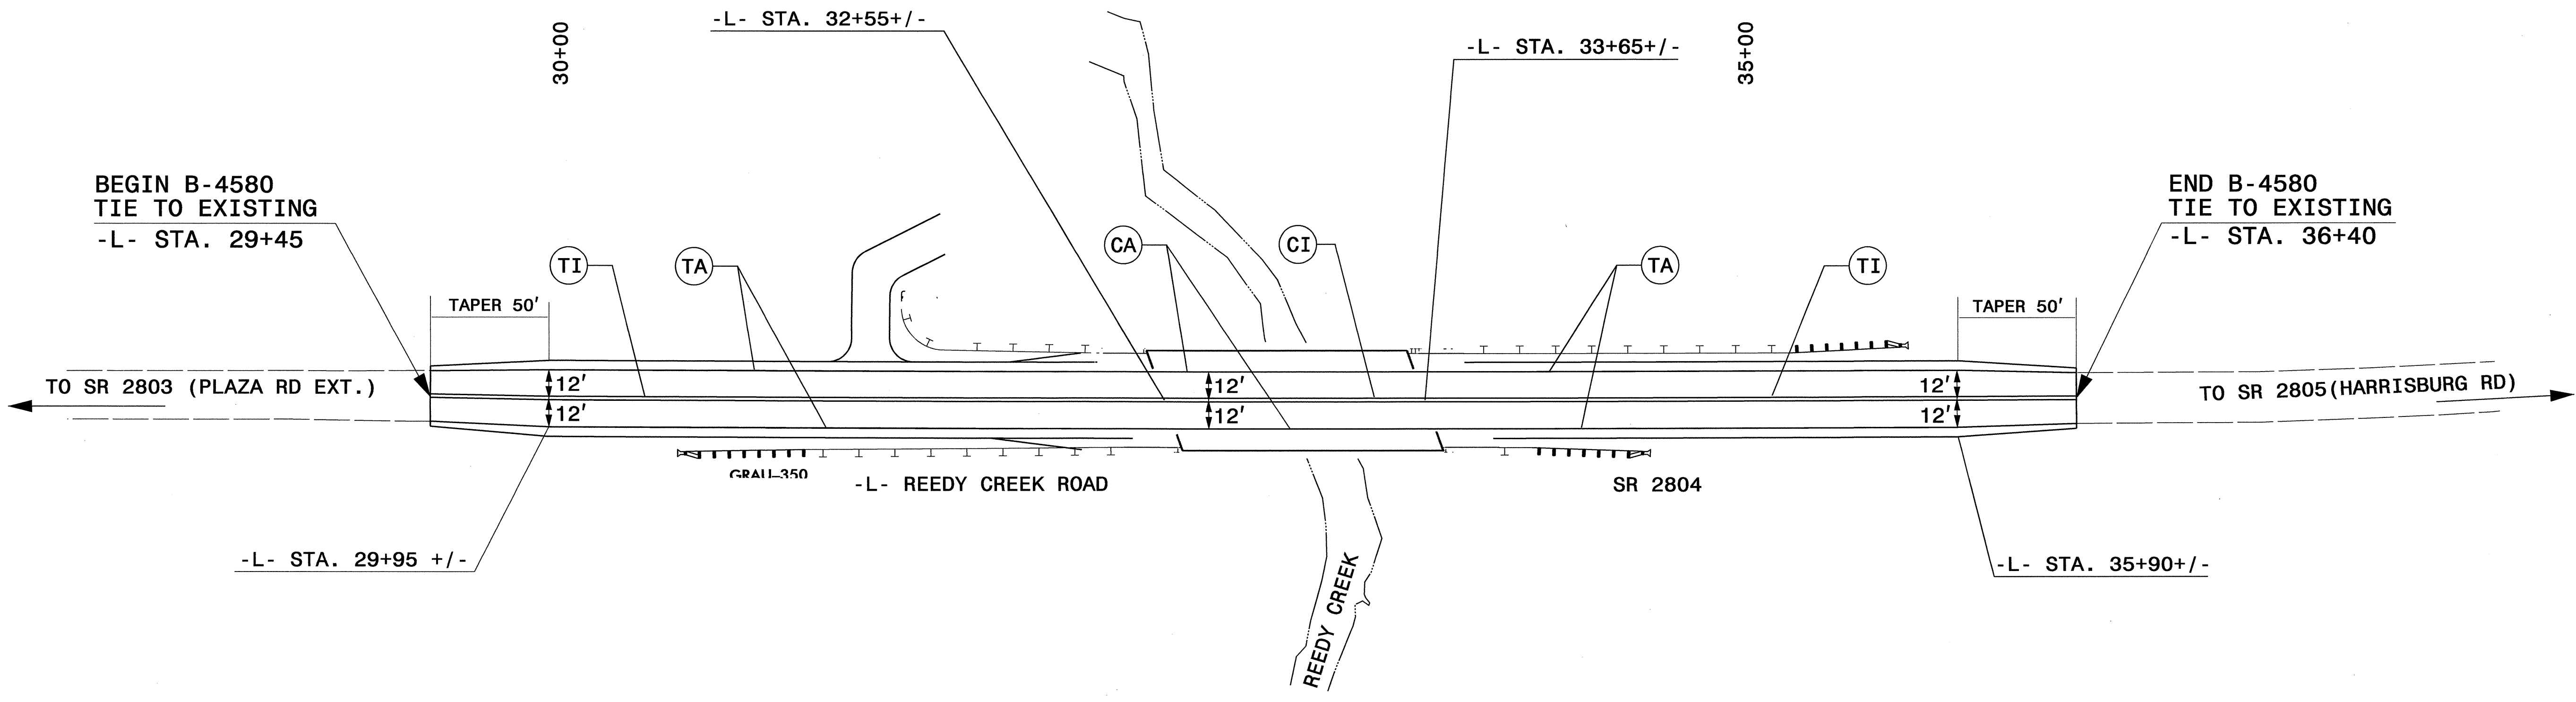 -L- STA. 32+55+/-
30+00
-L- STA. 33+65+/-
35+00
BEGIN B-4580
TIE TO EXISTING
-L- STA. 29+45
END B-4580
TIE TO EXISTING
-L- STA. 36+40
TI
TA
CA
CI
TA
TI
TAPER 50'
TAPER 50'
TO SR 2803 (PLAZA RD EXT.)
12'
12'
12'
12'
12'
12'
TO SR 2805(HARRISBURG RD)
GRAU-350
-L- REEDY CREEK ROAD
SR 2804
-L- STA. 29+95 +/-
-L- STA. 35+90+/-
REEDY CREEK